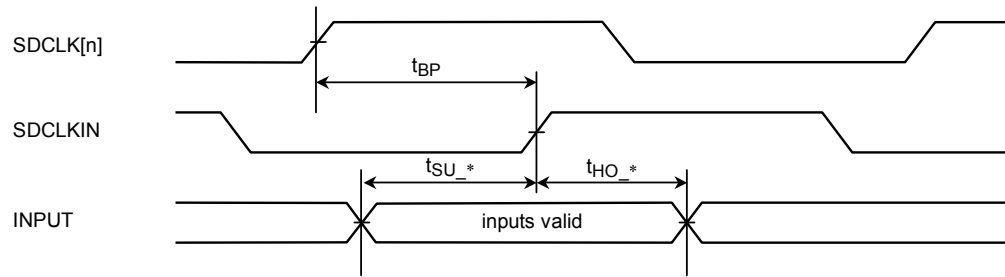 SDCLK[n]
tBP
SDCLKIN
tSU_* tHO_*
INPUT inputs valid